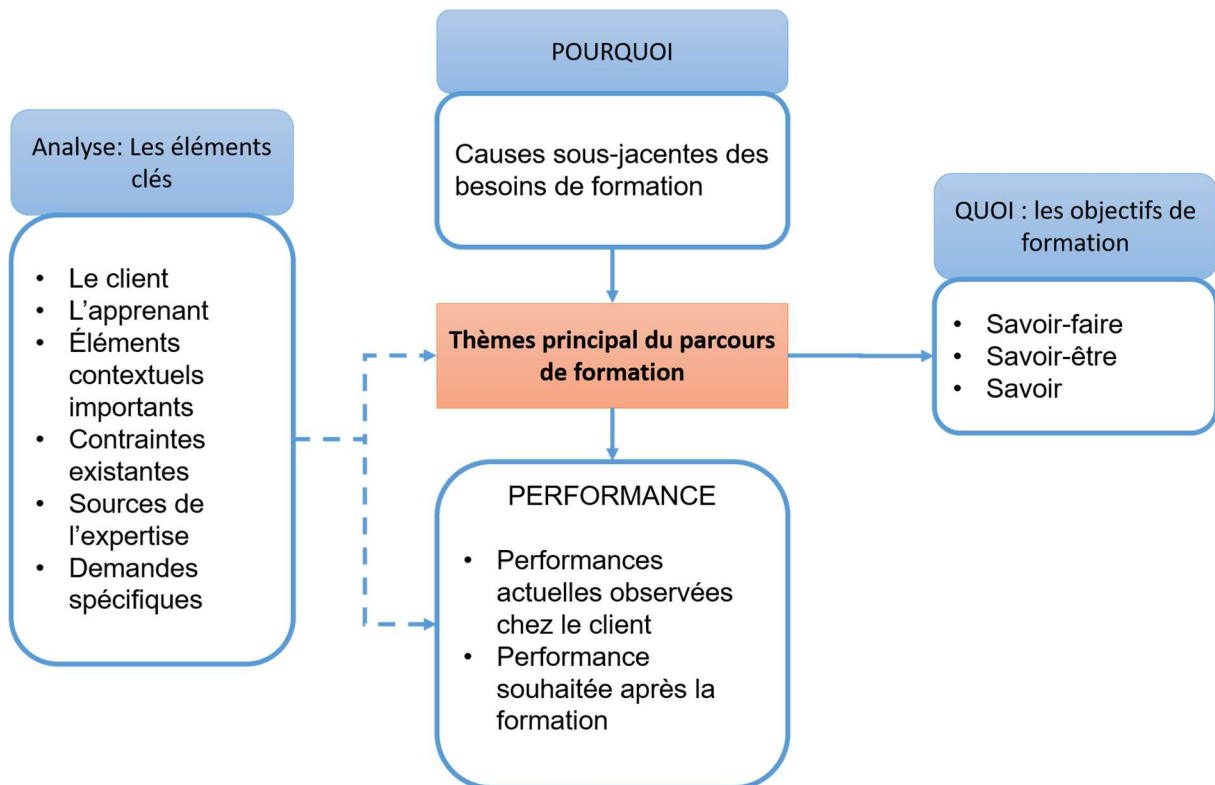 POURQUOI
Causes sous-jacentes des
besoins de formation
Analyse: Les éléments
clés
• Le client
• L’apprenant
• Éléments
contextuels
importants
• Contraintes
existantes
• Sources de
l’expertise
• Demandes
spécifiques
Thèmes principal du parcours
de formation
QUOI : les objectifs de
formation
• Savoir-faire
• Savoir-être
• Savoir
PERFORMANCE
• Performances
actuelles observées
chez le client
• Performance
souhaitée après la
formation